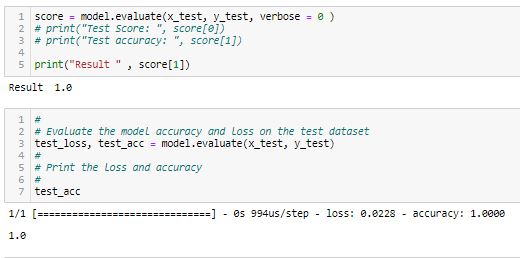 1 score = model.evaluate(x_test, y_test, verbose = 0 )
2 # print("Test Score: ", score[0])
3 # print("Test accuracy: ", score[1])
4
5 print("Result " , score[1])
Result 1.0
1 #
2 # Evaluate the model accuracy and Loss on the test dataset
3 test_loss, test_acc = model.evaluate(x_test, y_test)
4 #
5 # Print the Loss and accuracy
6 #
7 test_acc
1/1 [==============================] - 0s 994us/step - loss: 0.0228 - accuracy: 1.0000
1.0